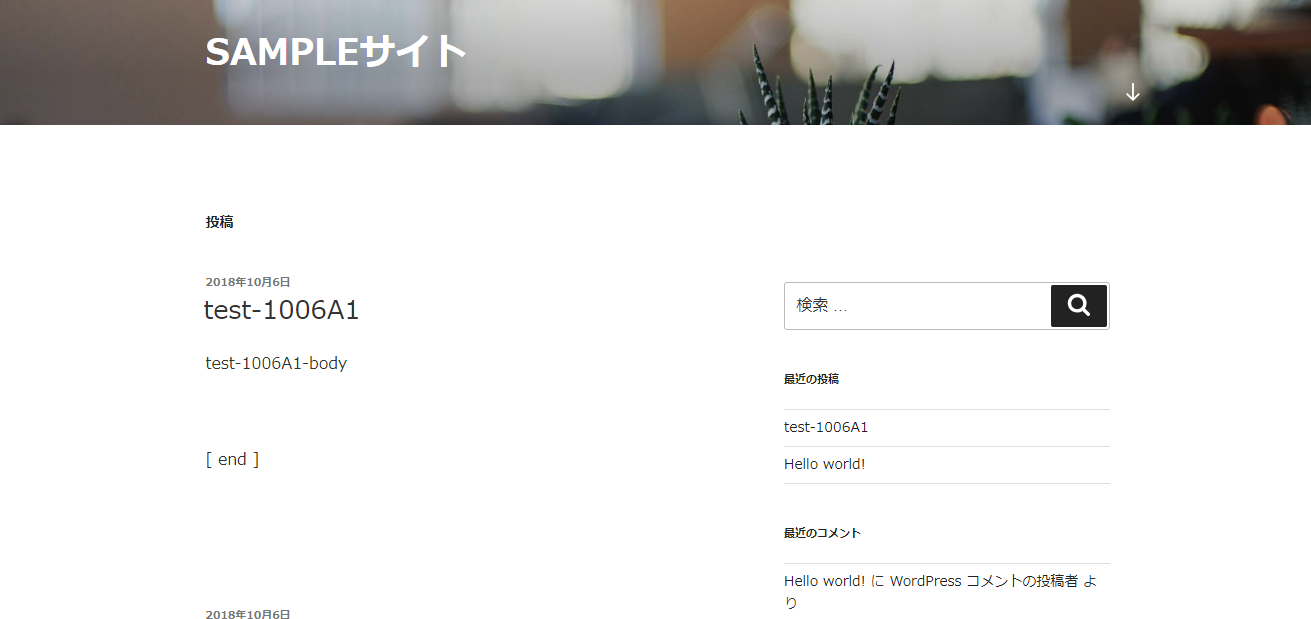 SAMPLEサイト
投稿
2018年10月6日
test-1006A1
test-1006A1-body
[ end ]
2018年10月6日
検索 …
最近の投稿
test-1006A1
Hello world!
最近のコメント
Hello world! に WordPress コメントの投稿者 よ
り